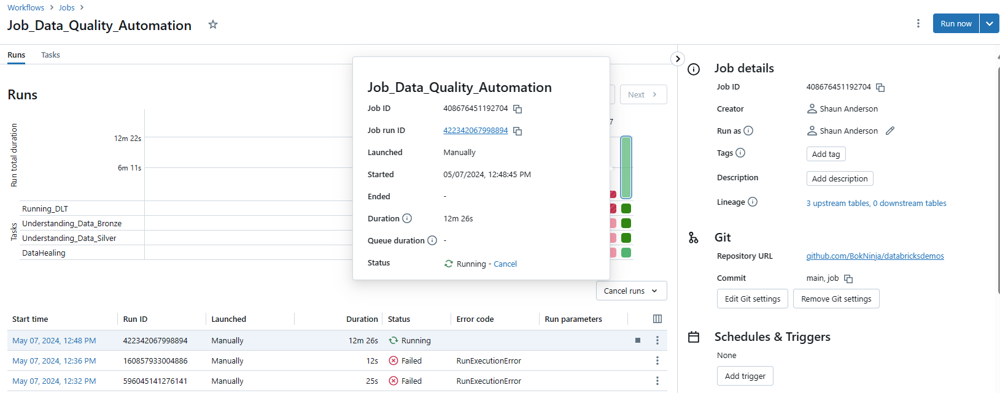 Workflows > Jobs >
Job_Data_Quality_Automation
Run now
Runs Tasks
Runs
Next >
7
Run total duration
12m 22s
6m 11s
Tasks
Running_DLT
Understanding_Data_Bronze
Understanding_Data_Silver
DataHealing
Job_Data_Quality_Automation
Job ID 408676451192704
Job run ID 422342067998894
Launched Manually
Started 05/07/2024, 12:48:45 PM
Ended -
Duration 12m 26s
Queue duration -
Status Running - Cancel
Cancel runs
Start time Run ID Launched Duration Status Error code Run parameters
May 07, 2024, 12:48 PM 422342067998894 Manually 12m 26s Running
May 07, 2024, 12:36 PM 160857933004886 Manually 12s Failed RunExecutionError
May 07, 2024, 12:32 PM 596045141276141 Manually 25s Failed RunExecutionError
Job details
Job ID 408676451192704
Creator Shaun Anderson
Run as Shaun Anderson
Tags Add tag
Description Add description
Lineage 3 upstream tables, 0 downstream tables
Git
Repository URL github.com/BokNinja/databricksdemos
Commit main, job
Edit Git settings Remove Git settings
Schedules & Triggers
None
Add trigger